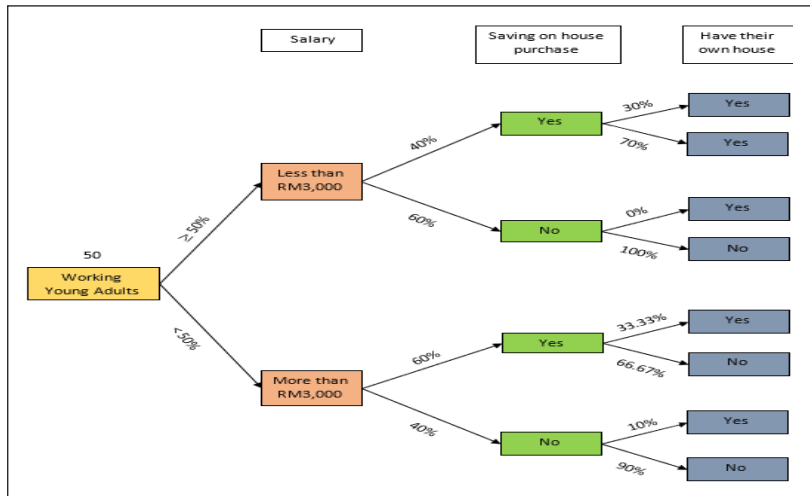 Salary
Saving on house
purchase
Have their
own house
30%
Yes
40%
Yes
70%
Yes
Less than
RM3,000
60%
No
0%
Yes
100%
No
≥50%
50
Working
Young Adults
<50%
33.33%
Yes
60%
Yes
66.67%
No
More than
RM3,000
40%
No
10%
Yes
90%
No